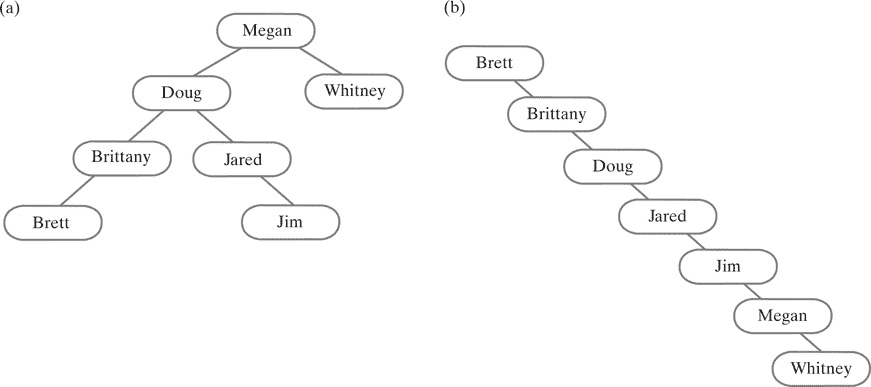 (a)
Megan
Doug
Whitney
Brittany
Jared
Brett
Jim
(b)
Brett
Brittany
Doug
Jared
Jim
Megan
Whitney